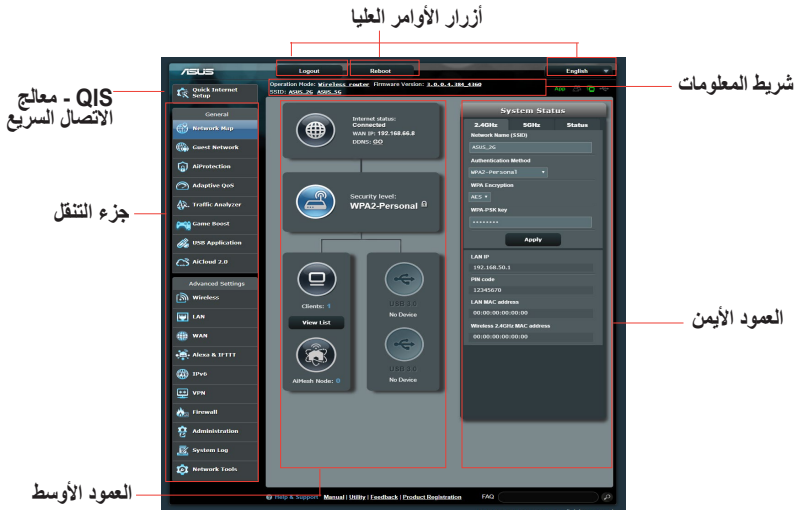 أزرار الأوامر العليا
شريط المعلومات
QIS - معالج
الاتصال السريع
جزء التنقل
العمود الأيمن
العمود الأوسط
ASUS
Logout
Reboot
English
Quick Internet
Setup
Operation Mode: Wireless router Firmware Version: 3.0.0.4.384_4360
SSID: ASUS_2G ASUS_5G
App
General
Network Map
Guest Network
AiProtection
Adaptive QoS
Traffic Analyzer
Game Boost
USB Application
AiCloud 2.0
Advanced Settings
Wireless
LAN
WAN
Alexa & IFTTT
IPv6
VPN
Firewall
Administration
System Log
Network Tools
Internet status:
Connected
WAN IP: 192.168.66.8
DDNS: GO
Security level:
WPA2-Personal
Clients: 1
View List
AiMesh Node: 0
USB 3.0
No Device
USB 3.0
No Device
System Status
2.4GHz
5GHz
Status
Network Name (SSID)
ASUS_2G
Authentication Method
WPA2-Personal
WPA Encryption
AES
WPA-PSK key
••••••••
Apply
LAN IP
192.168.50.1
PIN code
12345670
LAN MAC address
00:00:00:00:00:00
Wireless 2.4GHz MAC address
00:00:00:00:00:00
Help & Support Manual | Utility | Feedback | Product Registration
FAQ